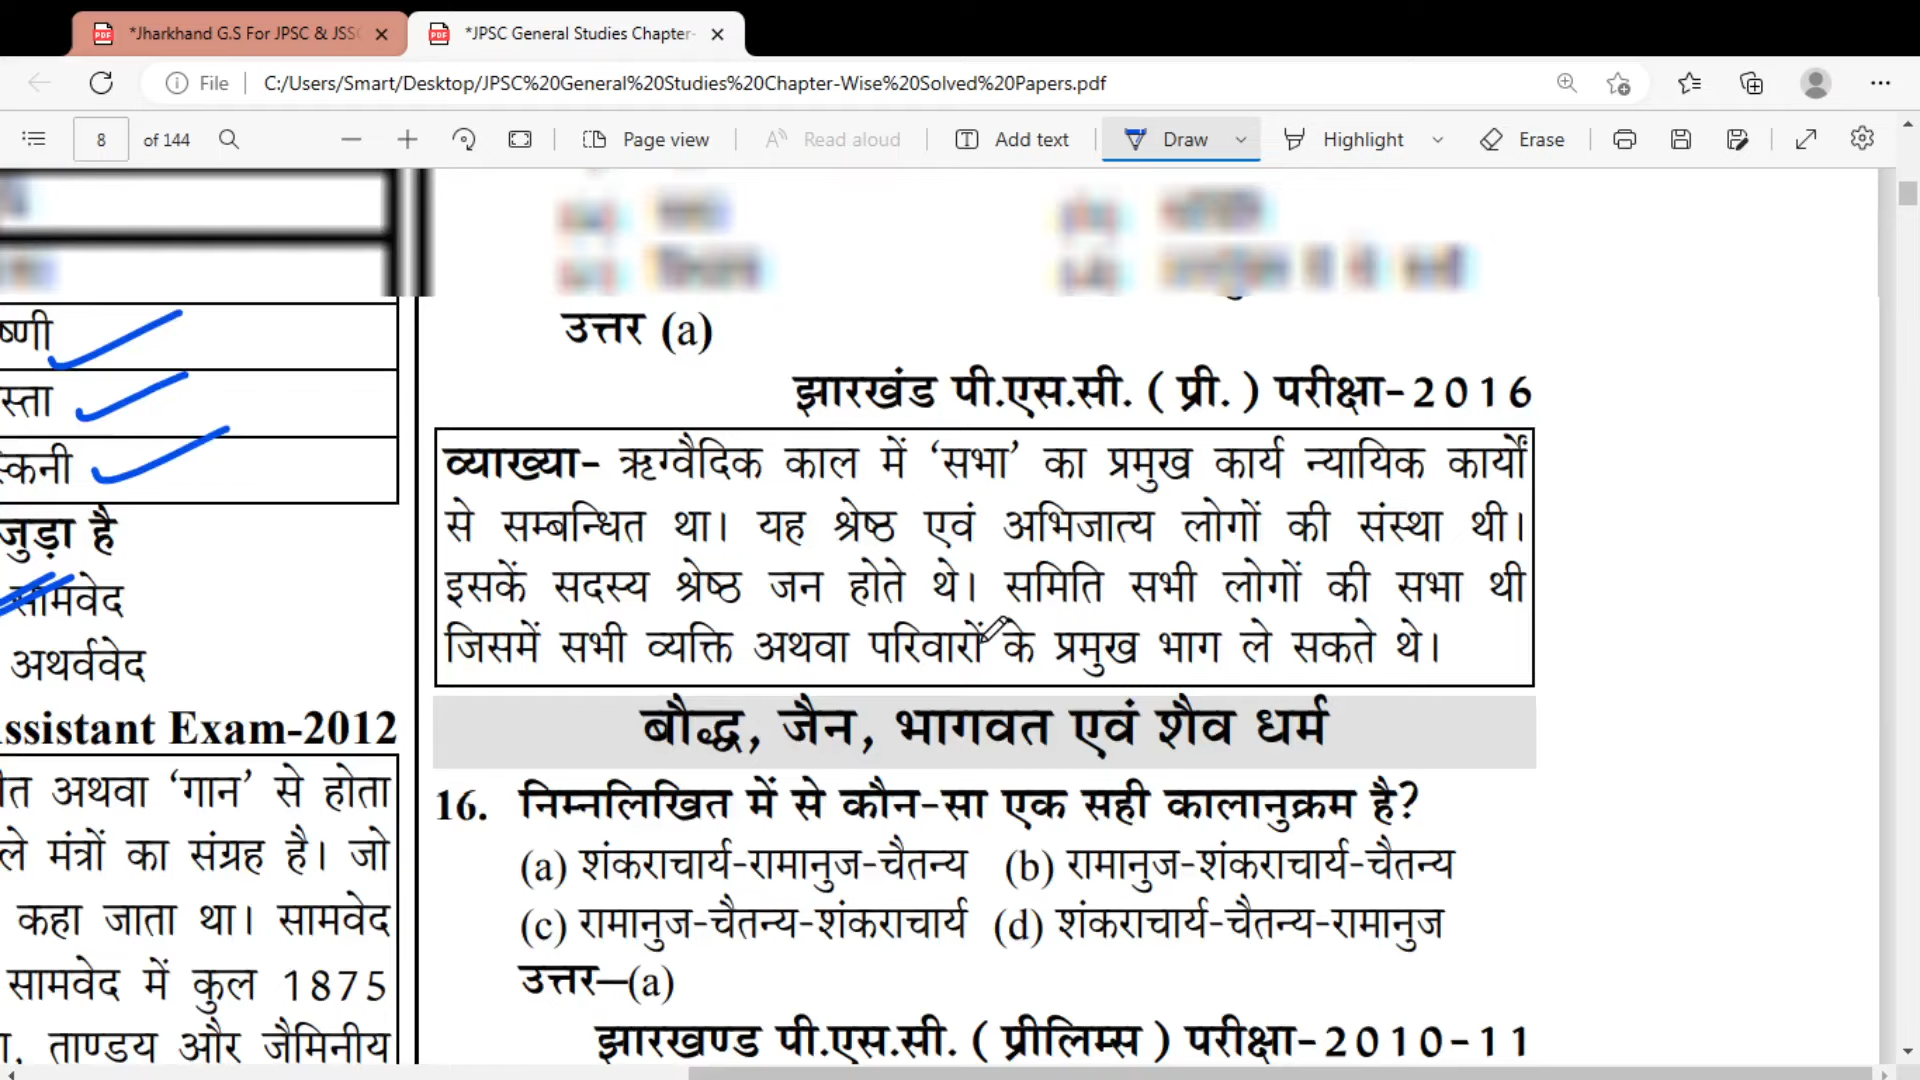 *Jharkhand G.S For JPSC & JSSC
*JPSC General Studies Chapter-
File
C:/Users/Smart/Desktop/JPSC%20General%20Studies%20Chapter-Wise%20Solved%20Papers.pdf
8 of 144
Page view
Read aloud
Add text
Draw
Highlight
Erase
ष्णी
स्ता
स्किनी
जुड़ा है
सामवेद
अथर्ववेद
ssistant Exam-2012
अथवा 'गान' से होता
ले मंत्रों का संग्रह है। जो
कहा जाता था। सामवेद
सामवेद में कुल 1875
ताण्डय और जैमिनीय
उत्तर (a)
झारखंड पी.एस.सी. ( प्री. ) परीक्षा-2016
व्याख्या- ऋग्वैदिक काल में 'सभा' का प्रमुख कार्य न्यायिक कार्यों
से सम्बन्धित था। यह श्रेष्ठ एवं अभिजात्य लोगों की संस्था थी।
इसकें सदस्य श्रेष्ठ जन होते थे। समिति सभी लोगों की सभा थी
जिसमें सभी व्यक्ति अथवा परिवारों के प्रमुख भाग ले सकते थे।
बौद्ध, जैन, भागवत एवं शैव धर्म
16. निम्नलिखित में से कौन-सा एक सही कालानुक्रम है?
(a) शंकराचार्य-रामानुज-चैतन्य (b) रामानुज-शंकराचार्य-चैतन्य
(c) रामानुज-चैतन्य-शंकराचार्य (d) शंकराचार्य-चैतन्य-रामानुज
उत्तर—(a)
झारखण्ड पी.एस.सी. ( प्रीलिम्स ) परीक्षा-2010-11